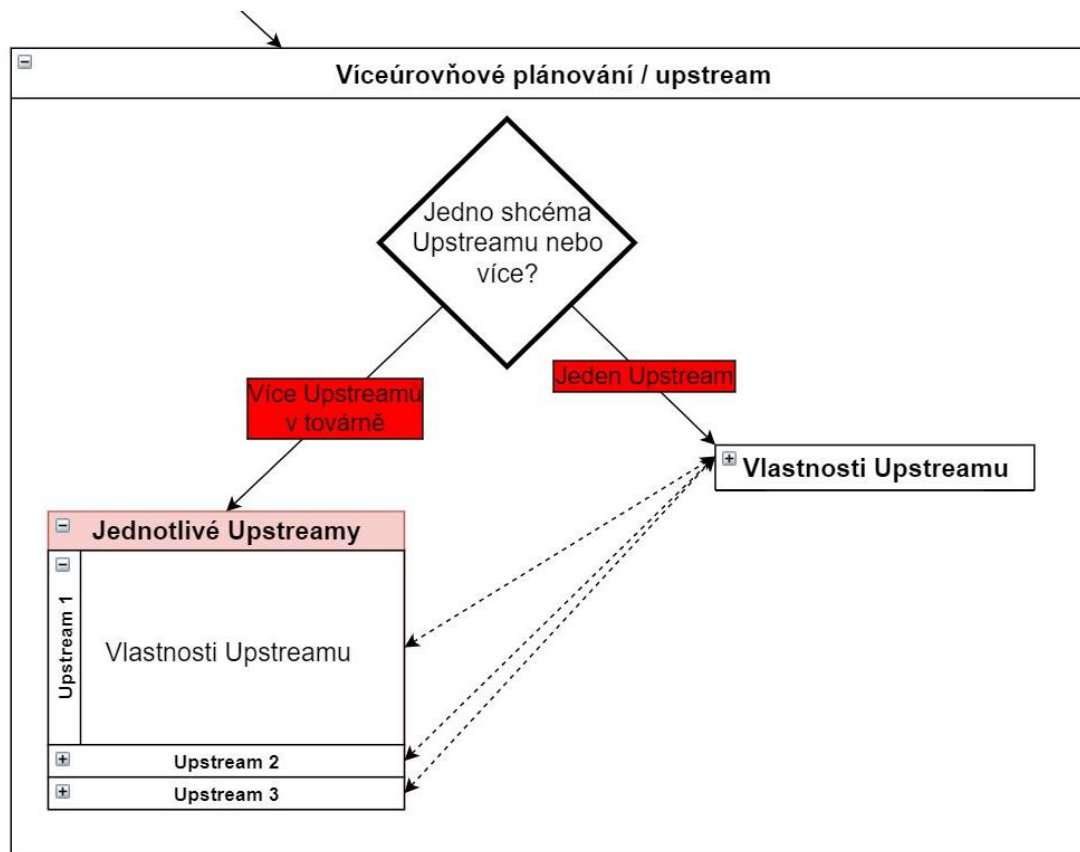 Víceúrovňové plánování / upstream
Jedno shcéma
Upstreamu nebo
více?
Více Upstreamů
v továrně
Jeden Upstream
Vlastnosti Upstreamu
Jednotlivé Upstreamy
Upstream 1
Vlastnosti Upstreamu
Upstream 2
Upstream 3